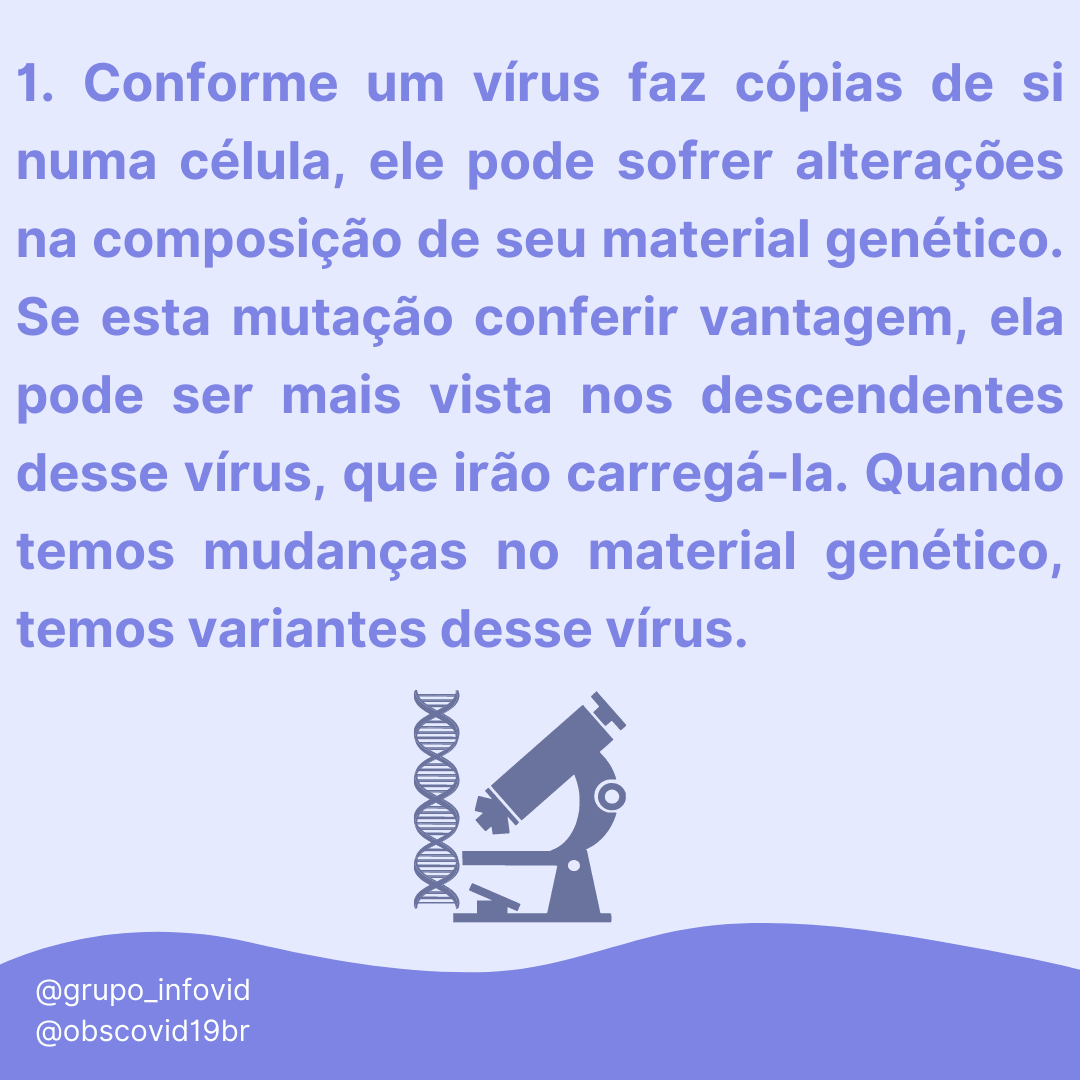 1. Conforme um vírus faz cópias de si
numa célula, ele pode sofrer alterações
na composição de seu material genético.
Se esta mutação conferir vantagem, ela
pode ser mais vista nos descendentes
desse vírus, que irão carregá-la. Quando
temos mudanças no material genético,
temos variantes desse vírus.
@grupo_infovid
@obscovid19br